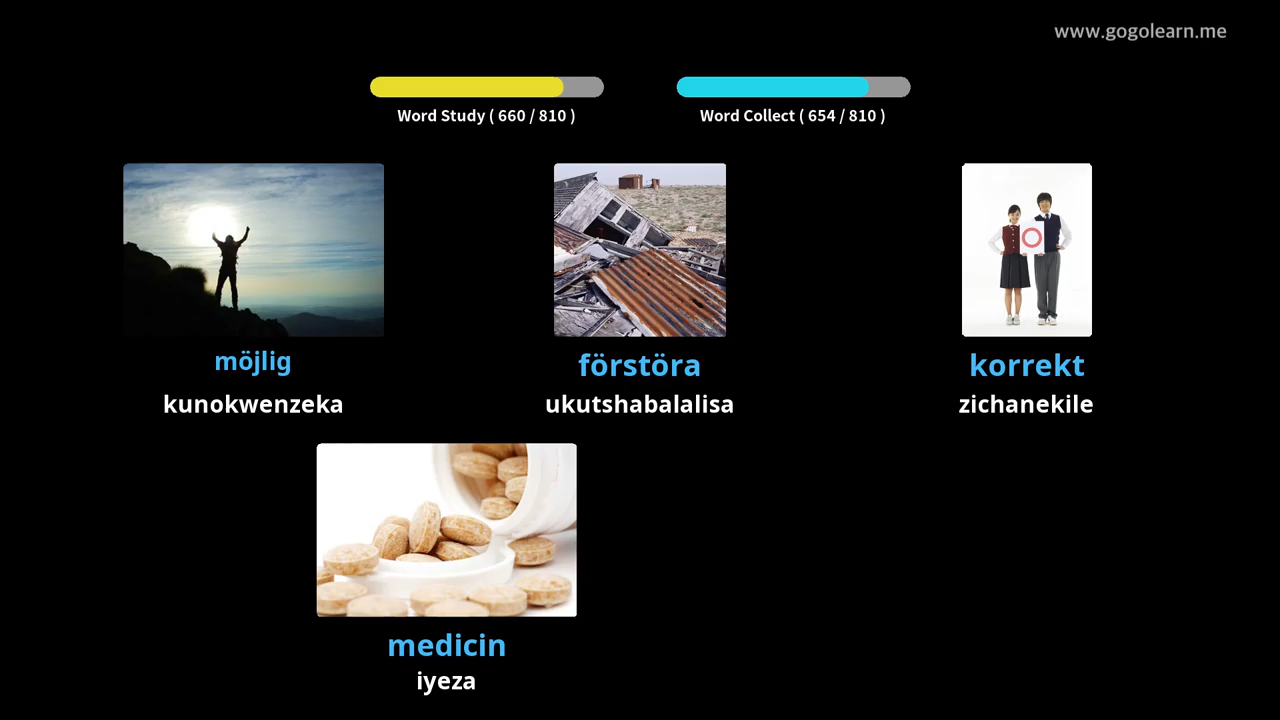 www.gogolearn.me
Word Study ( 660 / 810 )
Word Collect ( 654 / 810 )
möjlig
förstöra
korrekt
kunokwenzeka
ukutshabalalisa
zichanekile
medicin
iyeza